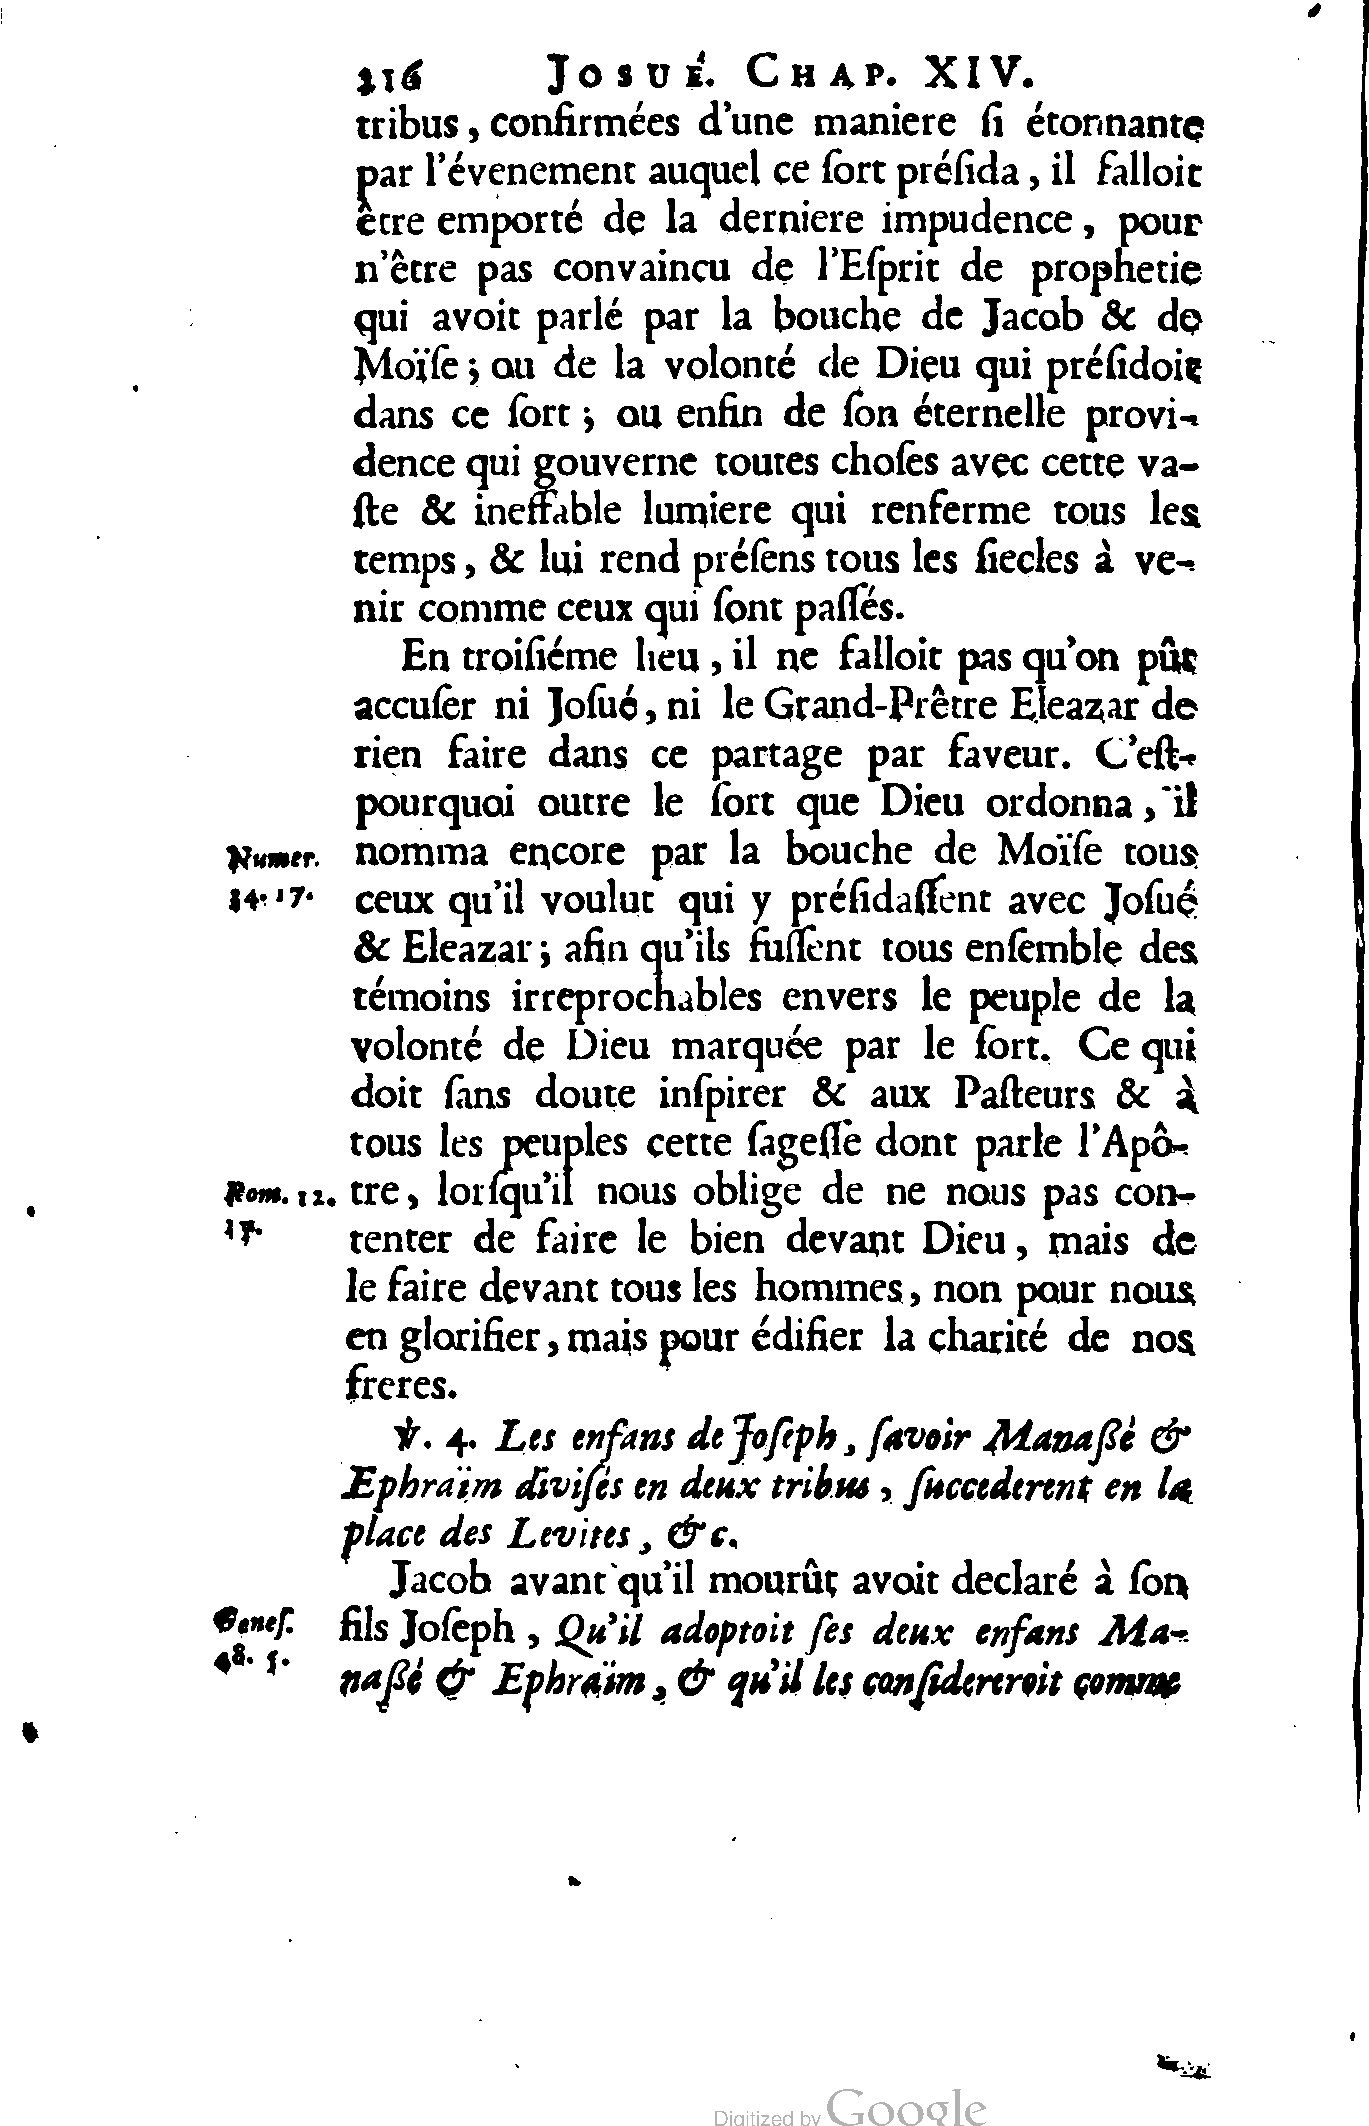 216 JOSUÉ. CHAP. XIV.
tribus, confirmées d'une maniere ſi étonnante
par l'évenement auquel ce ſort préſida, il falloit
être emporté de la derniere impudence, pour
n'être pas convaincu de l'Eſprit de prophetie
qui avoit parlé par la bouche de Jacob & de
Moïſe; ou de la volonté de Dieu qui préſidoit
dans ce ſort; ou enfin de ſon éternelle provi-
dence qui gouverne toutes choſes avec cette va-
ſte & ineffable lumiere qui renferme tous les
temps, & lui rend préſens tous les ſiecles à ve-
nir comme ceux qui ſont paſſés.
En troiſiéme lieu, il ne falloit pas qu'on pût
accuſer ni Joſué, ni le Grand-Prêtre Eleazar de
rien faire dans ce partage par faveur. C'eſt-
pourquoi outre le ſort que Dieu ordonna, il
Numer. nomma encore par la bouche de Moïſe tous
34. 17. ceux qu'il voulut qui y préſidaſſent avec Joſué
& Eleazar; afin qu'ils fuſſent tous enſemble des
témoins irreprochables envers le peuple de la
volonté de Dieu marquée par le ſort. Ce qui
doit ſans doute inſpirer & aux Paſteurs & à
tous les peuples cette ſageſſe dont parle l'Apô-
Rom. 12. tre, lorſqu'il nous oblige de ne nous pas con-
17. tenter de faire le bien devant Dieu, mais de
le faire devant tous les hommes, non pour nous
en glorifier, mais pour édifier la charité de nos
freres.
℣. 4. Les enfans de Joſeph, ſavoir Manaßé &
Ephraïm diviſés en deux tribus, ſuccederent en la
place des Levites, &c.
Jacob avant qu'il mourût avoit declaré à ſon
Geneſ. fils Joſeph, Qu'il adoptoit ſes deux enfans Ma-
48. 5. naßé & Ephraïm, & qu'il les conſidereroit comme
Digitized by Google